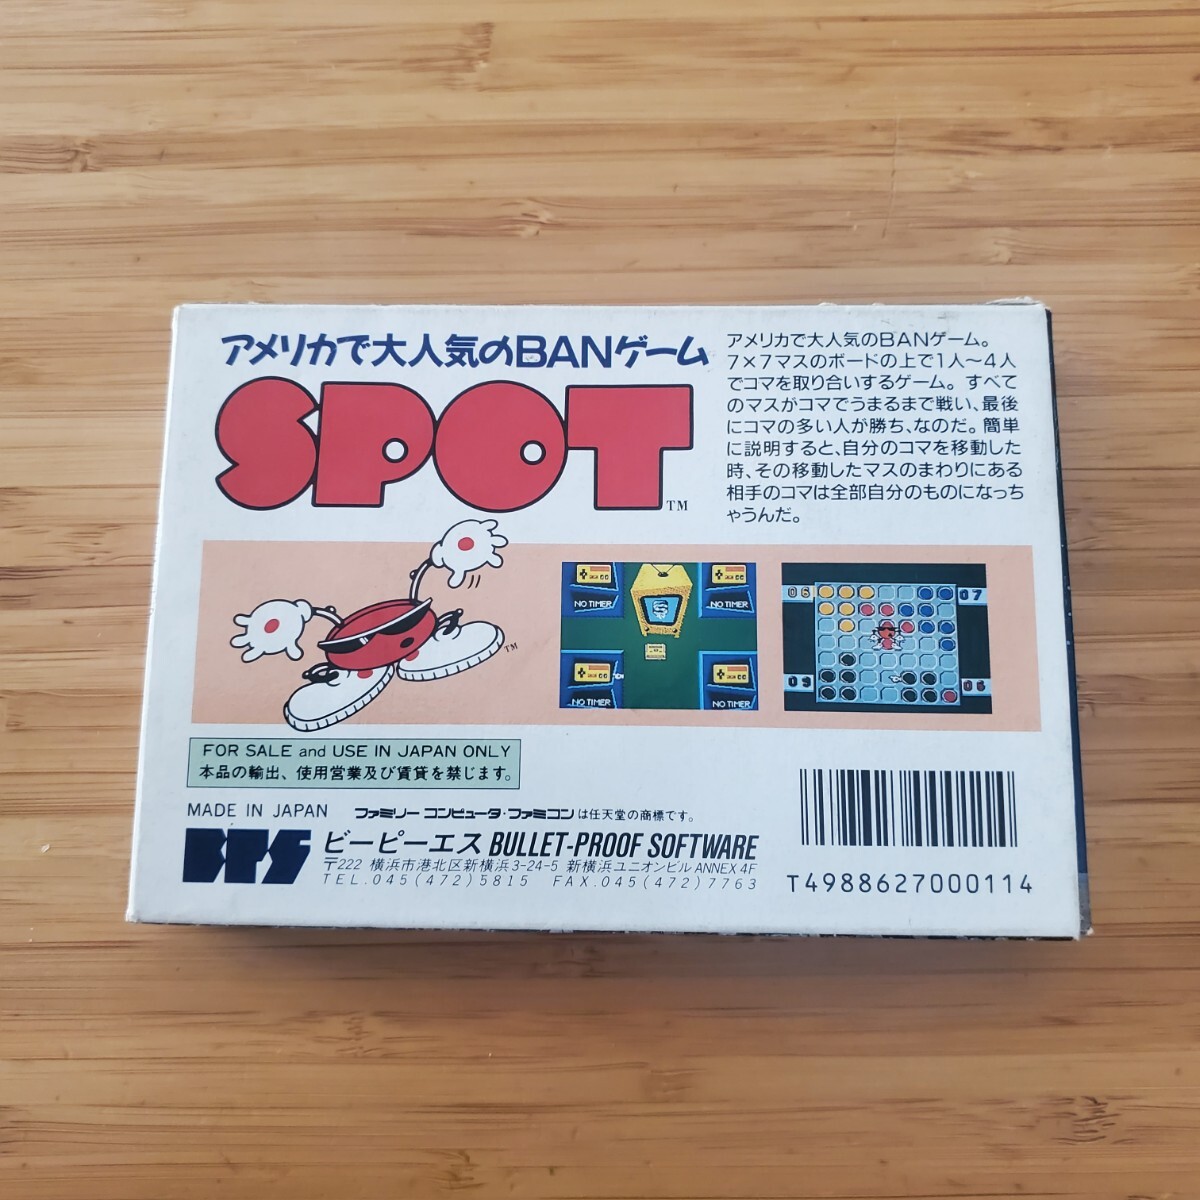 アメリカで大人気のBANゲーム
SPOT™
アメリカで大人気のBANゲーム。
7×7マスのボードの上で1人〜4人
でコマを取り合いするゲーム。すべて
のマスがコマでうまるまで戦い、最後
にコマの多い人が勝ち、なのだ。簡単
に説明すると、自分のコマを移動した
時、その移動したマスのまわりにある
相手のコマは全部自分のものになっち
ゃうんだ。
™
NO TIMER
NO TIMER
NO TIMER
NO TIMER
05
07
09
06
FOR SALE and USE IN JAPAN ONLY
本品の輸出、使用営業及び賃貸を禁じます。
MADE IN JAPAN ファミリーコンピュータ・ファミコンは任天堂の商標です。
BPS ビーピーエス BULLET-PROOF SOFTWARE
〒222 横浜市港北区新横浜3-24-5 新横浜ユニオンビル ANNEX 4F
TEL.045(472)5815 FAX.045(472)7763
T4988627000114